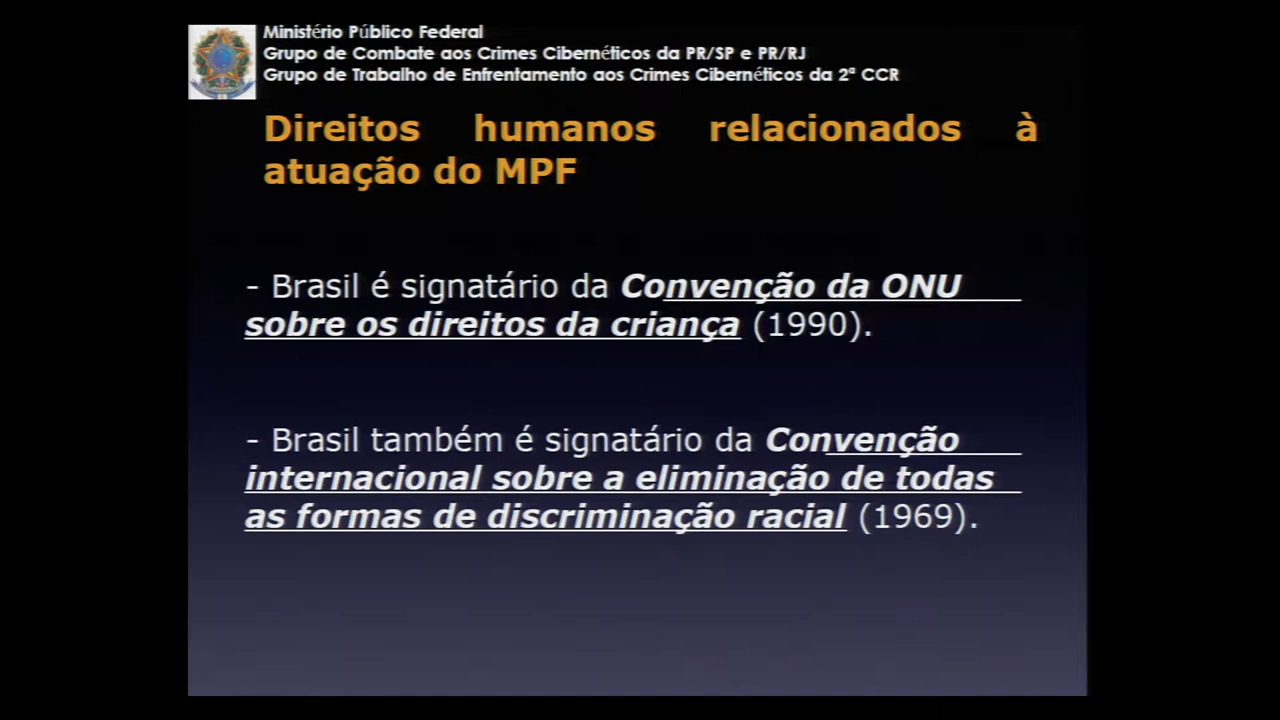 Ministério Público Federal
Grupo de Combate aos Crimes Cibernéticos da PR/SP e PR/RJ
Grupo de Trabalho de Enfrentamento aos Crimes Cibernéticos da 2ª CCR
Direitos humanos relacionados à
atuação do MPF
- Brasil é signatário da Convenção da ONU
sobre os direitos da criança (1990).
- Brasil também é signatário da Convenção
internacional sobre a eliminação de todas
as formas de discriminação racial (1969).